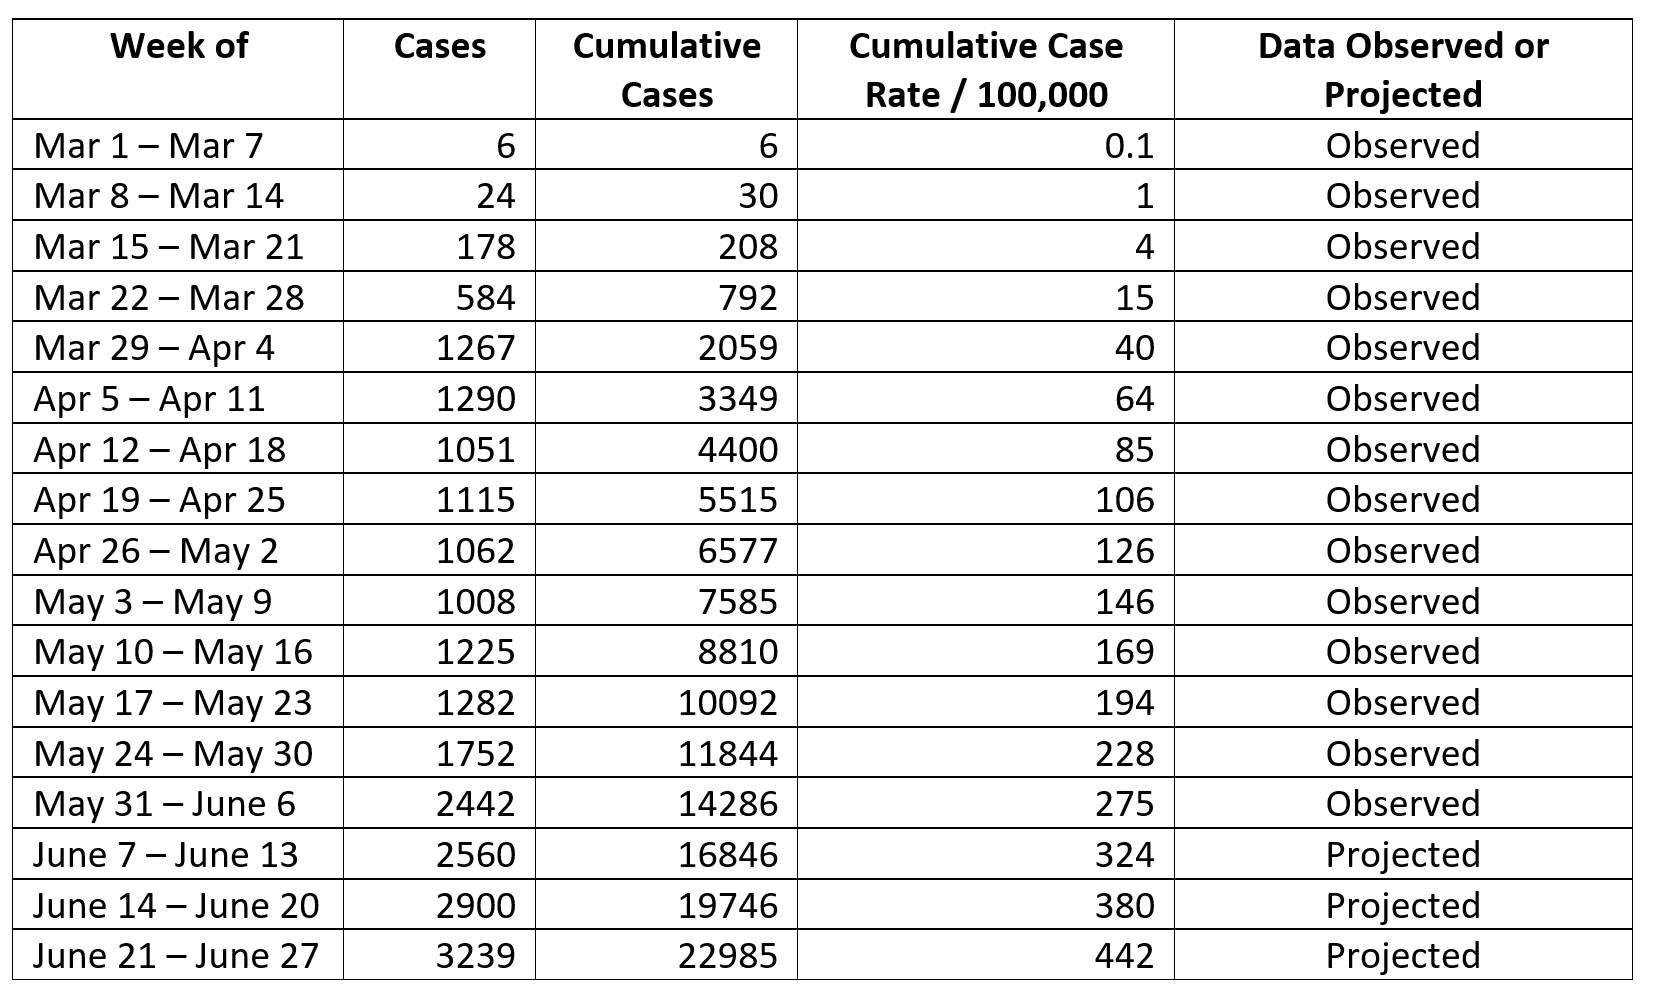 Week of Cases Cumulative Cases Cumulative Case Rate / 100,000 Data Observed or Projected
Mar 1 – Mar 7 6 6 0.1 Observed
Mar 8 – Mar 14 24 30 1 Observed
Mar 15 – Mar 21 178 208 4 Observed
Mar 22 – Mar 28 584 792 15 Observed
Mar 29 – Apr 4 1267 2059 40 Observed
Apr 5 – Apr 11 1290 3349 64 Observed
Apr 12 – Apr 18 1051 4400 85 Observed
Apr 19 – Apr 25 1115 5515 106 Observed
Apr 26 – May 2 1062 6577 126 Observed
May 3 – May 9 1008 7585 146 Observed
May 10 – May 16 1225 8810 169 Observed
May 17 – May 23 1282 10092 194 Observed
May 24 – May 30 1752 11844 228 Observed
May 31 – June 6 2442 14286 275 Observed
June 7 – June 13 2560 16846 324 Projected
June 14 – June 20 2900 19746 380 Projected
June 21 – June 27 3239 22985 442 Projected